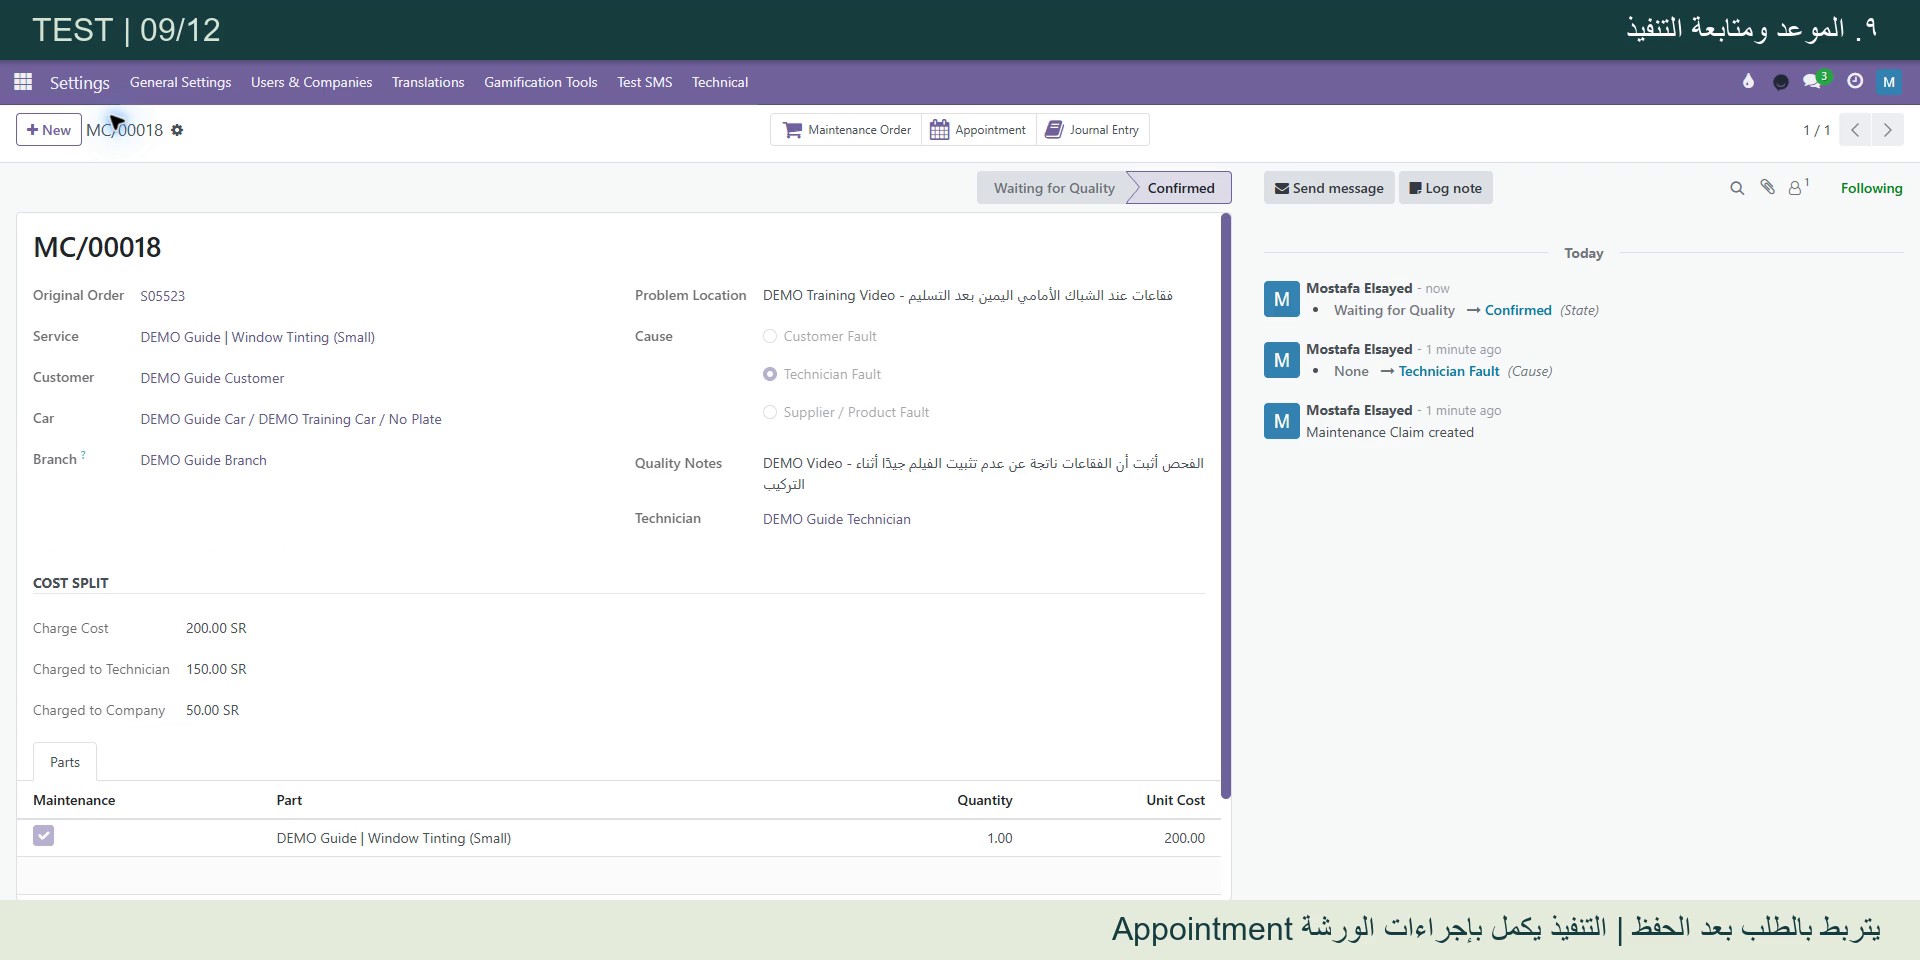 TEST | 09/12
٩. الموعد ومتابعة التنفيذ
Settings General Settings Users & Companies Translations Gamification Tools Test SMS Technical 3 M
+ New MC/00018
Maintenance Order Appointment Journal Entry
1 / 1
Waiting for Quality Confirmed
Send message Log note 1 Following
MC/00018
Original Order S05523
Service DEMO Guide | Window Tinting (Small)
Customer DEMO Guide Customer
Car DEMO Guide Car / DEMO Training Car / No Plate
Branch ? DEMO Guide Branch
Problem Location DEMO Training Video - فقاعات عند الشباك الأمامي اليمين بعد التسليم
Cause Customer Fault
Technician Fault
Supplier / Product Fault
Quality Notes DEMO Video - الفحص أثبت أن الفقاعات ناتجة عن عدم تثبيت الفيلم جيدًا أثناء
التركيب
Technician DEMO Guide Technician
COST SPLIT
Charge Cost 200.00 SR
Charged to Technician 150.00 SR
Charged to Company 50.00 SR
Parts
Maintenance Part Quantity Unit Cost
DEMO Guide | Window Tinting (Small) 1.00 200.00
Today
M Mostafa Elsayed - now
• Waiting for Quality → Confirmed (State)
M Mostafa Elsayed - 1 minute ago
• None → Technician Fault (Cause)
M Mostafa Elsayed - 1 minute ago
Maintenance Claim created
يتربط بالطلب بعد الحفظ | التنفيذ يكمل بإجراءات الورشة Appointment